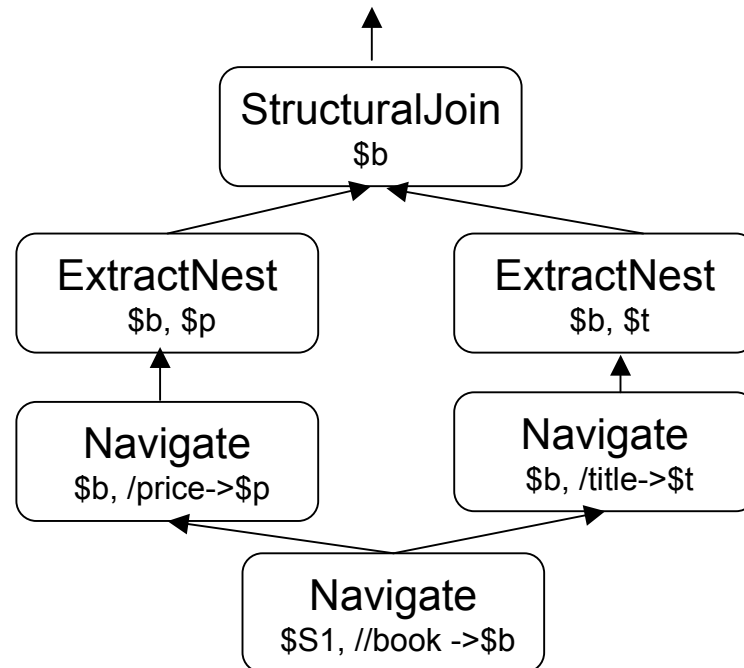 StructuralJoin
$b
ExtractNest
$b, $p
ExtractNest
$b, $t
Navigate
$b, /price->$p
Navigate
$b, /title->$t
Navigate
$S1, //book ->$b